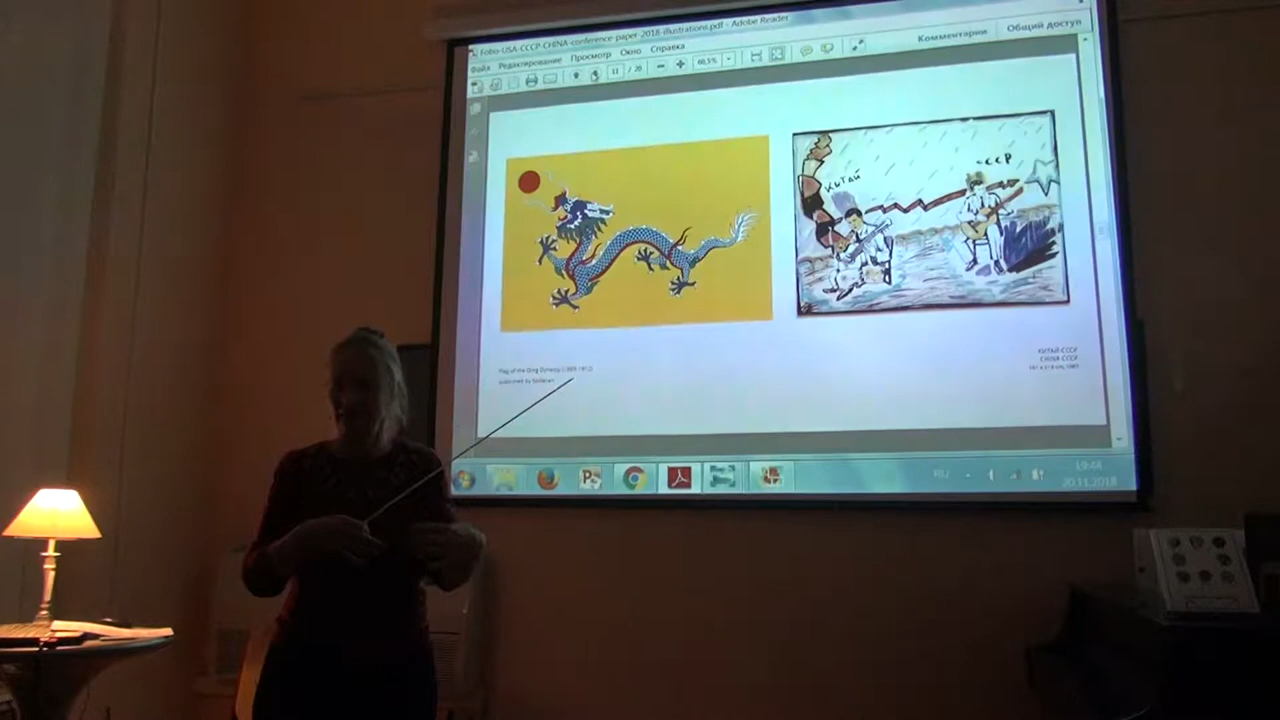 Fobo-USA-CCCP-CHINA-conference-paper-2018-illustrations.pdf - Adobe Reader
Файл Редактирование Просмотр Окно Справка
11 / 20
68,5%
Комментарии
Общий доступ
КИТАЙ
СССР
Flag of the Qing Dynasty (1889-1912)
published by
КИТАЙ-СССР
CHINA-CCCP
RU
19:44
20.11.2018